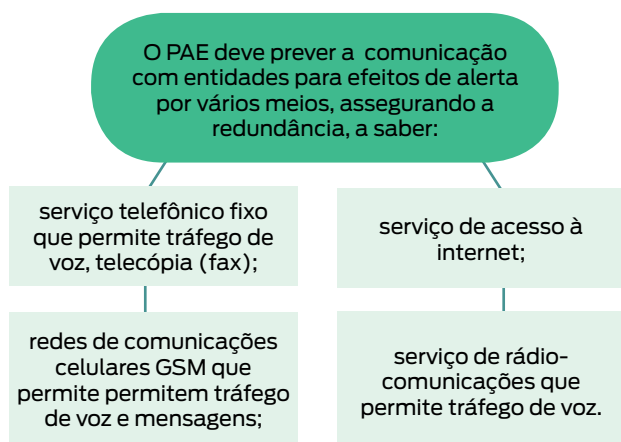 O PAE deve prever a comunicação
com entidades para efeitos de alerta
por vários meios, assegurando a
redundância, a saber:
serviço telefônico fixo
que permite tráfego de
voz, telecópia (fax);
serviço de acesso à
internet;
redes de comunicações
celulares GSM que
permite permitem tráfego
de voz e mensagens;
serviço de rádio-
comunicações que
permite tráfego de voz.